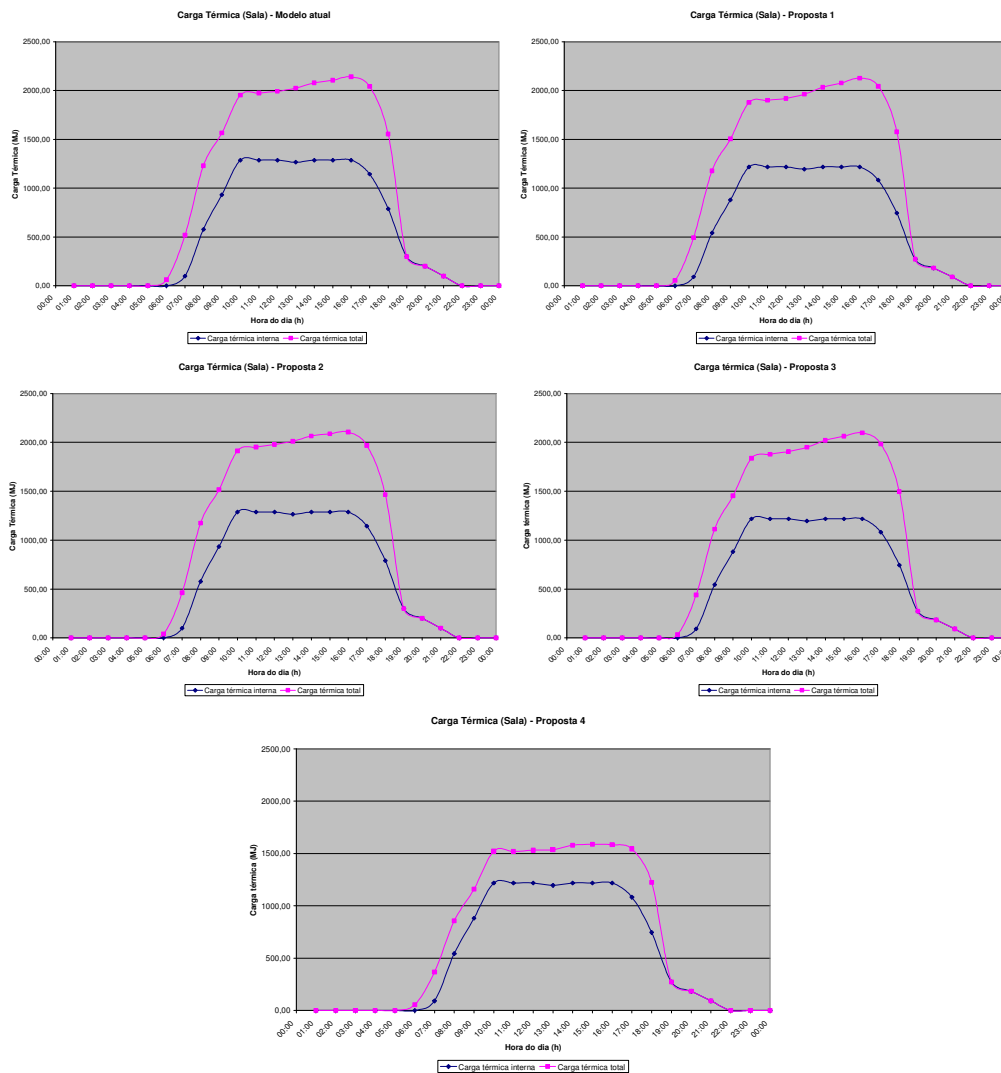 Carga Térmica (Sala) - Modelo atual
2500,00
2000,00
1500,00
1000,00
500,00
0,00
Carga Térmica (MJ)
00:00 01:00 02:00 03:00 04:00 05:00 06:00 07:00 08:00 09:00 10:00 11:00 12:00 13:00 14:00 15:00 16:00 17:00 18:00 19:00 20:00 21:00 22:00 23:00 00:00
Hora do dia (h)
Carga térmica interna Carga térmica total
Carga Térmica (Sala) - Proposta 1
2500,00
2000,00
1500,00
1000,00
500,00
0,00
Carga Térmica (MJ)
00:00 01:00 02:00 03:00 04:00 05:00 06:00 07:00 08:00 09:00 10:00 11:00 12:00 13:00 14:00 15:00 16:00 17:00 18:00 19:00 20:00 21:00 22:00 23:00 00:00
Hora do dia (h)
Carga térmica interna Carga térmica total
Carga Térmica (Sala) - Proposta 2
2500,00
2000,00
1500,00
1000,00
500,00
0,00
Carga Térmica (MJ)
00:00 01:00 02:00 03:00 04:00 05:00 06:00 07:00 08:00 09:00 10:00 11:00 12:00 13:00 14:00 15:00 16:00 17:00 18:00 19:00 20:00 21:00 22:00 23:00 00:00
Hora do dia (h)
Carga térmica interna Carga térmica total
Carga térmica (Sala) - Proposta 3
2500,00
2000,00
1500,00
1000,00
500,00
0,00
Carga Térmica (MJ)
00:00 01:00 02:00 03:00 04:00 05:00 06:00 07:00 08:00 09:00 10:00 11:00 12:00 13:00 14:00 15:00 16:00 17:00 18:00 19:00 20:00 21:00 22:00 23:00 00:0
Hora do dia (h)
Carga térmica interna Carga térmica total
Carga Térmica (Sala) - Proposta 4
2500,00
2000,00
1500,00
1000,00
500,00
0,00
Carga térmica (MJ)
00:00 01:00 02:00 03:00 04:00 05:00 06:00 07:00 08:00 09:00 10:00 11:00 12:00 13:00 14:00 15:00 16:00 17:00 18:00 19:00 20:00 21:00 22:00 23:00 00:00
Hora do dia (h)
Carga térmica interna Carga térmica total